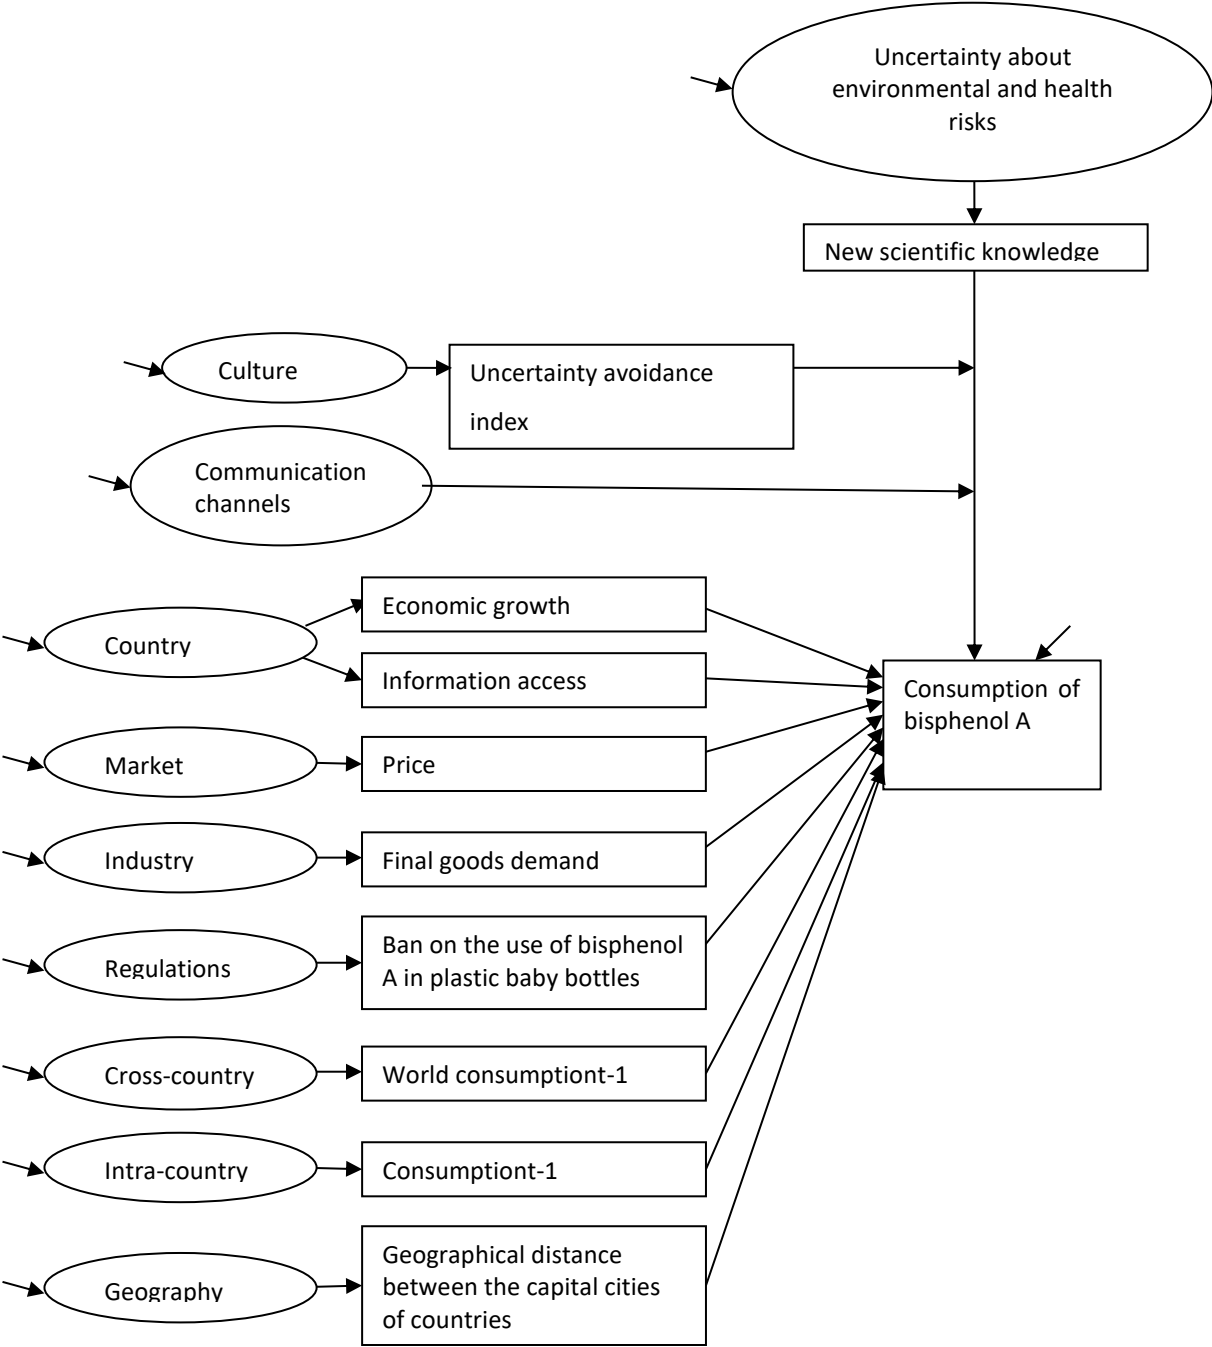 Uncertainty about
environmental and health
risks
New scientific knowledge
Culture
Uncertainty avoidance
index
Communication
channels
Economic growth
Country
Information access
Consumption of
bisphenol A
Market
Price
Industry
Final goods demand
Regulations
Ban on the use of bisphenol
A in plastic baby bottles
Cross-country
World consumptiont-1
Intra-country
Consumptiont-1
Geography
Geographical distance
between the capital cities
of countries